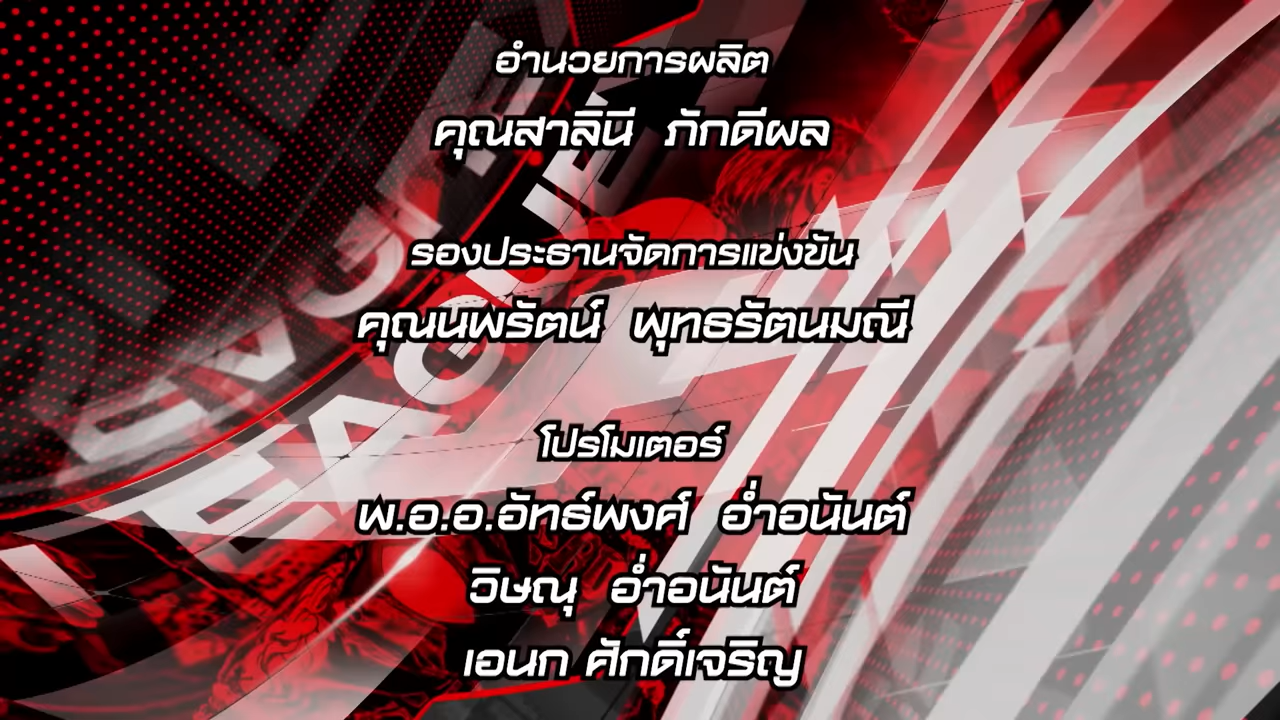 อำนวยการผลิต
คุณสาลินี ภักดีผล
รองประธานจัดการแข่งขัน
คุณนพรัตน์ พุทธรัตนมณี
โปรโมเตอร์
พ.อ.อ.อัทธ์พงศ์ อ่ำอนันต์
วิษณุ อ่ำอนันต์
เอนก ศักดิ์เจริญ
LEAGUE
LEAGUE